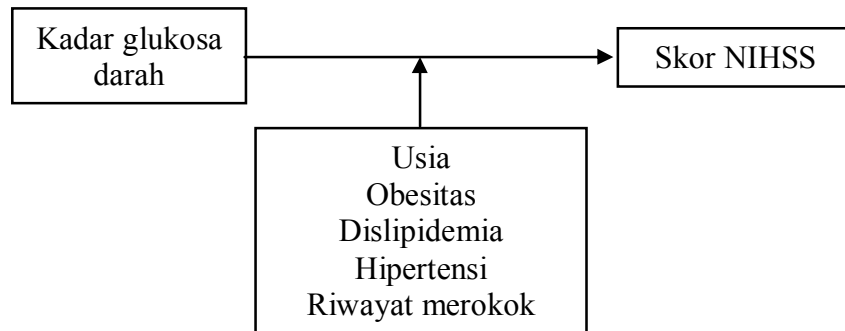 Kadar glukosa
darah
Skor NIHSS
Usia
Obesitas
Dislipidemia
Hipertensi
Riwayat merokok